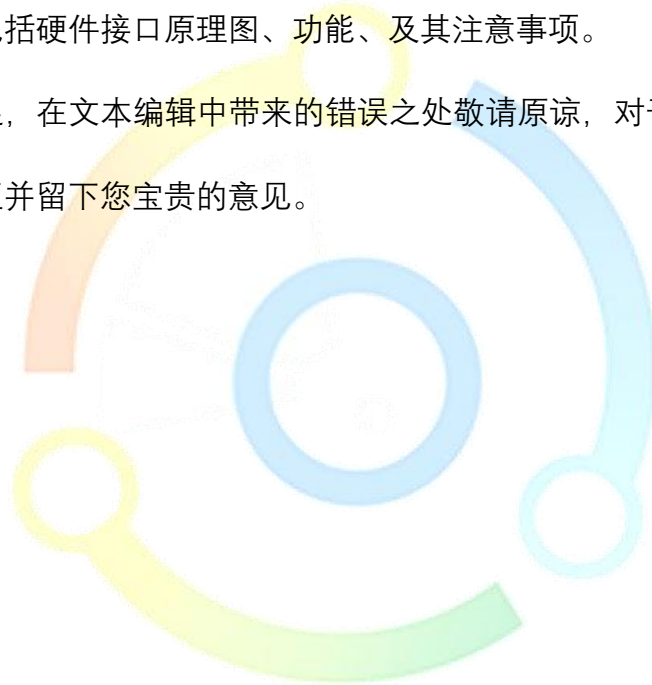 括硬件接口原理图、功能、及其注意事项。
，在文本编辑中带来的错误之处敬请原谅，对
并留下您宝贵的意见。